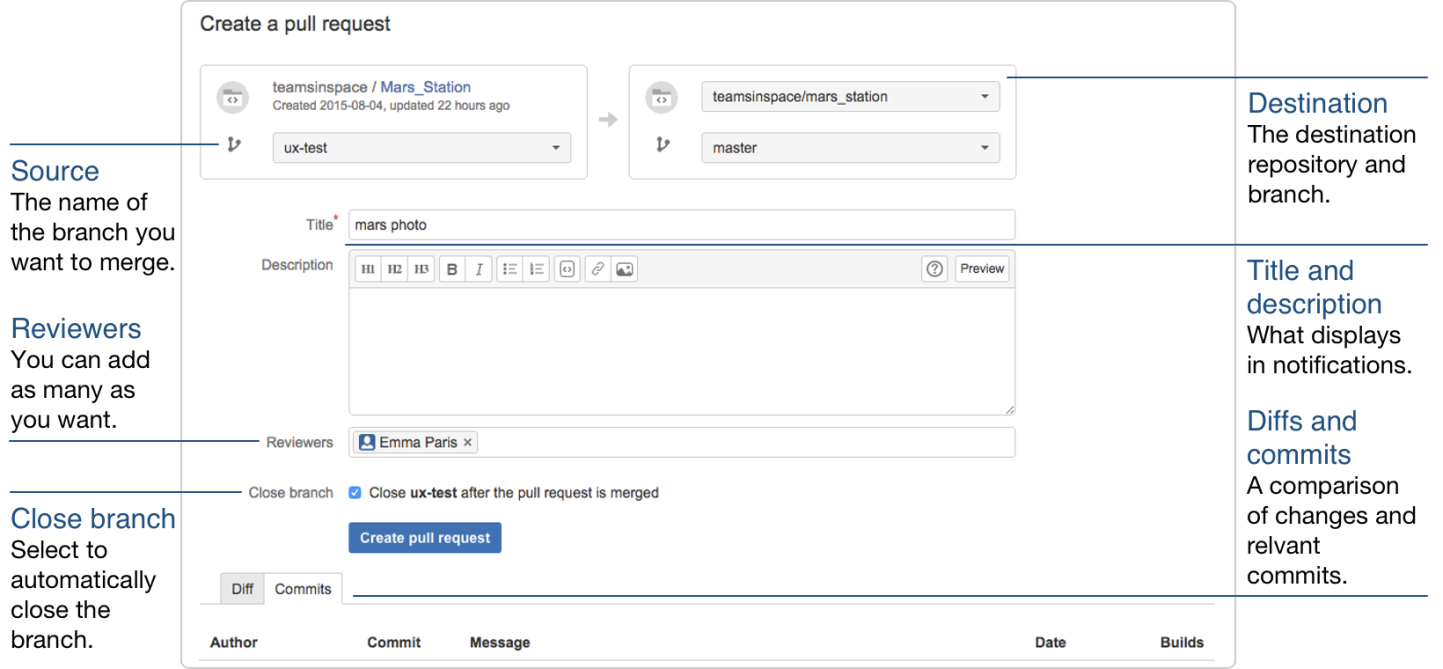 Create a pull request
teamsinspace / Mars_Station
Created 2015-08-04, updated 22 hours ago
ux-test
teamsinspace/mars_station
master
Source
The name of
the branch you
want to merge.
Destination
The destination
repository and
branch.
Title*
mars photo
Description
H1 H2 H3 B I
Preview
Title and
description
What displays
in notifications.
Reviewers
You can add
as many as
you want.
Reviewers
Emma Paris ×
Diffs and
commits
A comparison
of changes and
relvant
commits.
Close branch
Close ux-test after the pull request is merged
Close branch
Select to
automatically
close the
branch.
Create pull request
Diff Commits
Author Commit Message Date Builds